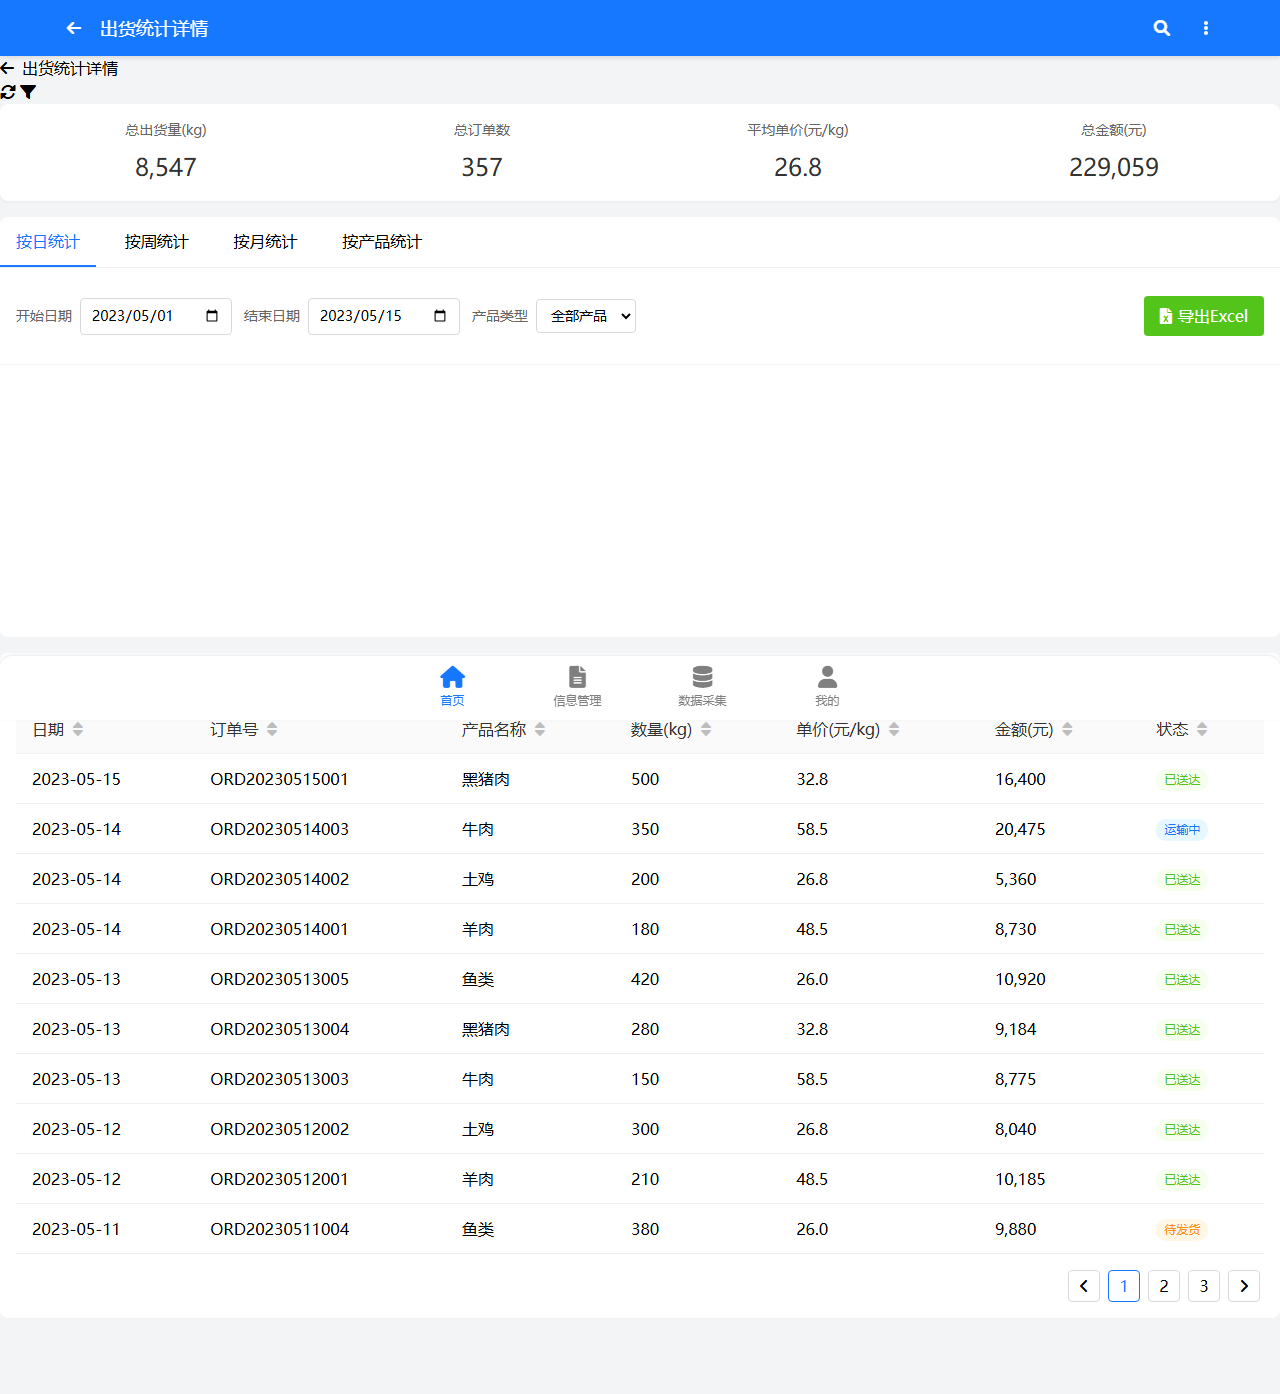 出货统计详情
出货统计详情
总出货量(kg) 总订单数 平均单价(元/kg) 总金额(元)
8,547 357 26.8 229,059
按日统计 按周统计 按月统计 按产品统计
开始日期 2023/05/01 结束日期 2023/05/15 产品类型 全部产品 导出Excel
首页 信息管理 数据采集 我的
日期 订单号 产品名称 数量(kg) 单价(元/kg) 金额(元) 状态
2023-05-15 ORD20230515001 黑猪肉 500 32.8 16,400 已送达
2023-05-14 ORD20230514003 牛肉 350 58.5 20,475 运输中
2023-05-14 ORD20230514002 土鸡 200 26.8 5,360 已送达
2023-05-14 ORD20230514001 羊肉 180 48.5 8,730 已送达
2023-05-13 ORD20230513005 鱼类 420 26.0 10,920 已送达
2023-05-13 ORD20230513004 黑猪肉 280 32.8 9,184 已送达
2023-05-13 ORD20230513003 牛肉 150 58.5 8,775 已送达
2023-05-12 ORD20230512002 土鸡 300 26.8 8,040 已送达
2023-05-12 ORD20230512001 羊肉 210 48.5 10,185 已送达
2023-05-11 ORD20230511004 鱼类 380 26.0 9,880 待发货
1 2 3